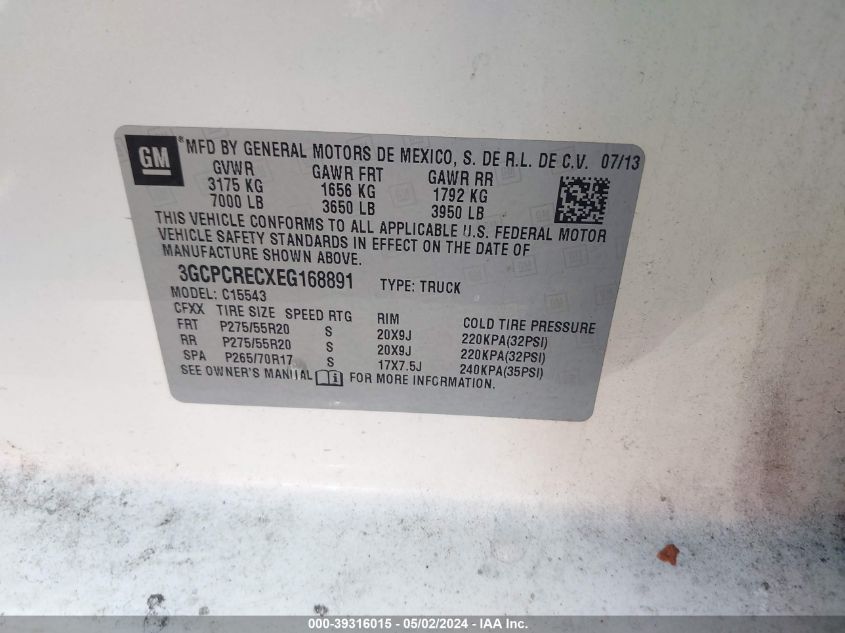 GM
*MFD BY GENERAL MOTORS DE MEXICO, S. DE R.L. DE C.V. 07/13
GVWR GAWR FRT GAWR RR
3175 KG 1656 KG 1792 KG
7000 LB 3650 LB 3950 LB
THIS VEHICLE CONFORMS TO ALL APPLICABLE U.S. FEDERAL MOTOR
VEHICLE SAFETY STANDARDS IN EFFECT ON THE DATE OF
MANUFACTURE SHOWN ABOVE.
3GCPCRECXEG168891 TYPE: TRUCK
MODEL: C15543
CFXX TIRE SIZE SPEED RTG RIM COLD TIRE PRESSURE
FRT P275/55R20 S 20X9J 220KPA(32PSI)
RR P275/55R20 S 20X9J 220KPA(32PSI)
SPA P265/70R17 S 17X7.5J 240KPA(35PSI)
SEE OWNER'S MANUAL FOR MORE INFORMATION.
000-39316015 - 05/02/2024 - Copyright © IAA, Inc.